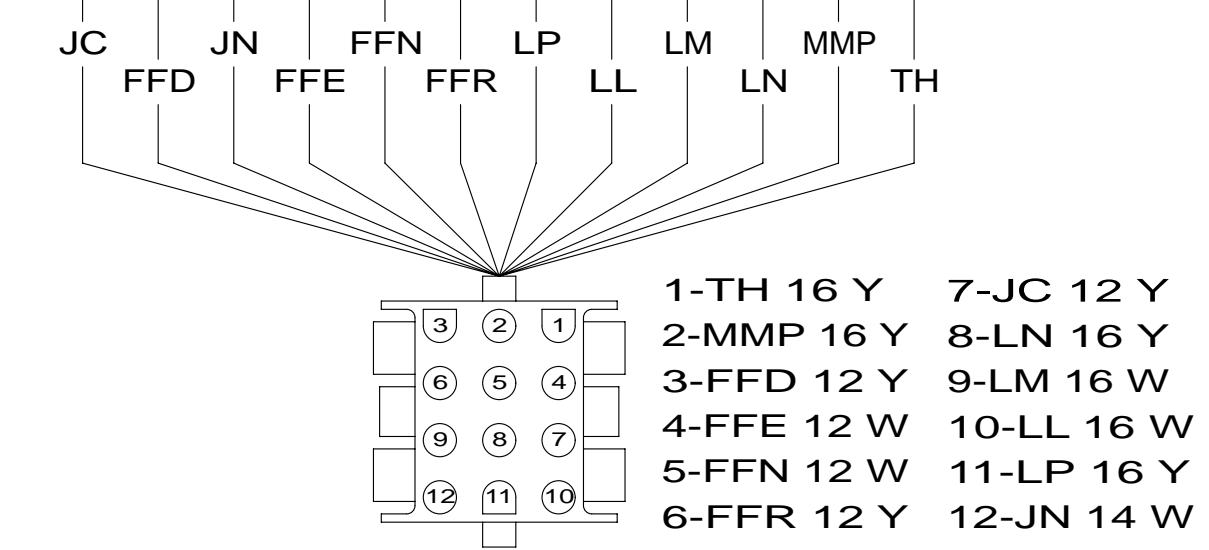 JC JN FFN LP LM MMP
FFD FFE FFR LL LN TH
3 2 1
6 5 4
9 8 7
12 11 10
1-TH 16 Y 7-JC 12 Y
2-MMP 16 Y 8-LN 16 Y
3-FFD 12 Y 9-LM 16 W
4-FFE 12 W 10-LL 16 W
5-FFN 12 W 11-LP 16 Y
6-FFR 12 Y 12-JN 14 W